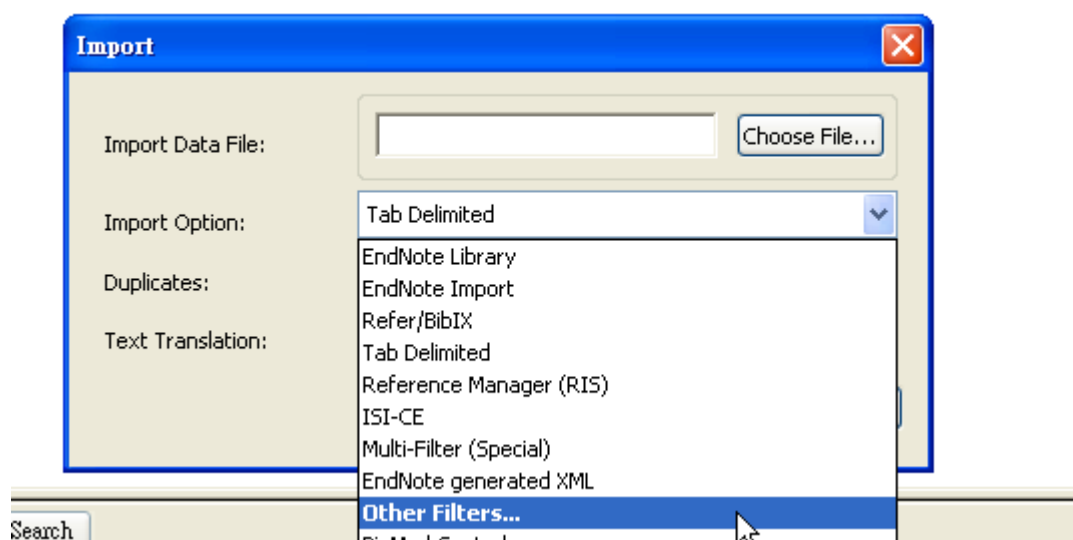 Import
Import Data File:
Choose File...
Import Option:
Tab Delimited
EndNote Library
EndNote Import
Duplicates:
Refer/BibIX
Text Translation:
Tab Delimited
Reference Manager (RIS)
ISI-CE
Multi-Filter (Special)
EndNote generated XML
Other Filters...
Search